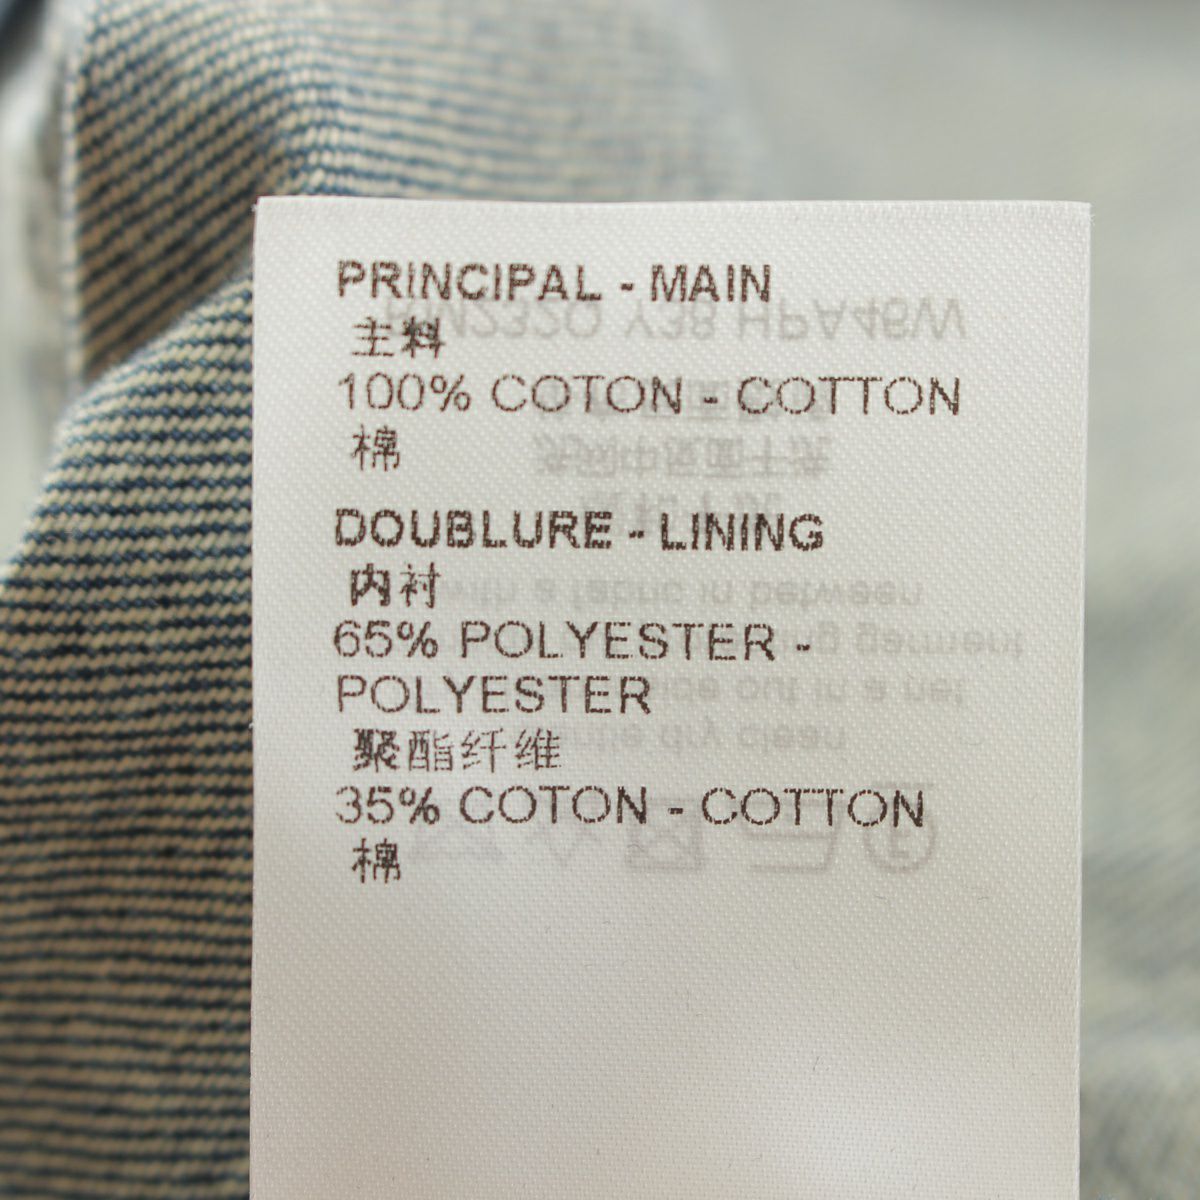 PRINCIPAL - MAIN
主料
100% COTON - COTTON
棉
DOUBLURE - LINING
内衬
65% POLYESTER -
POLYESTER
聚酯纤维
35% COTON - COTTON
棉